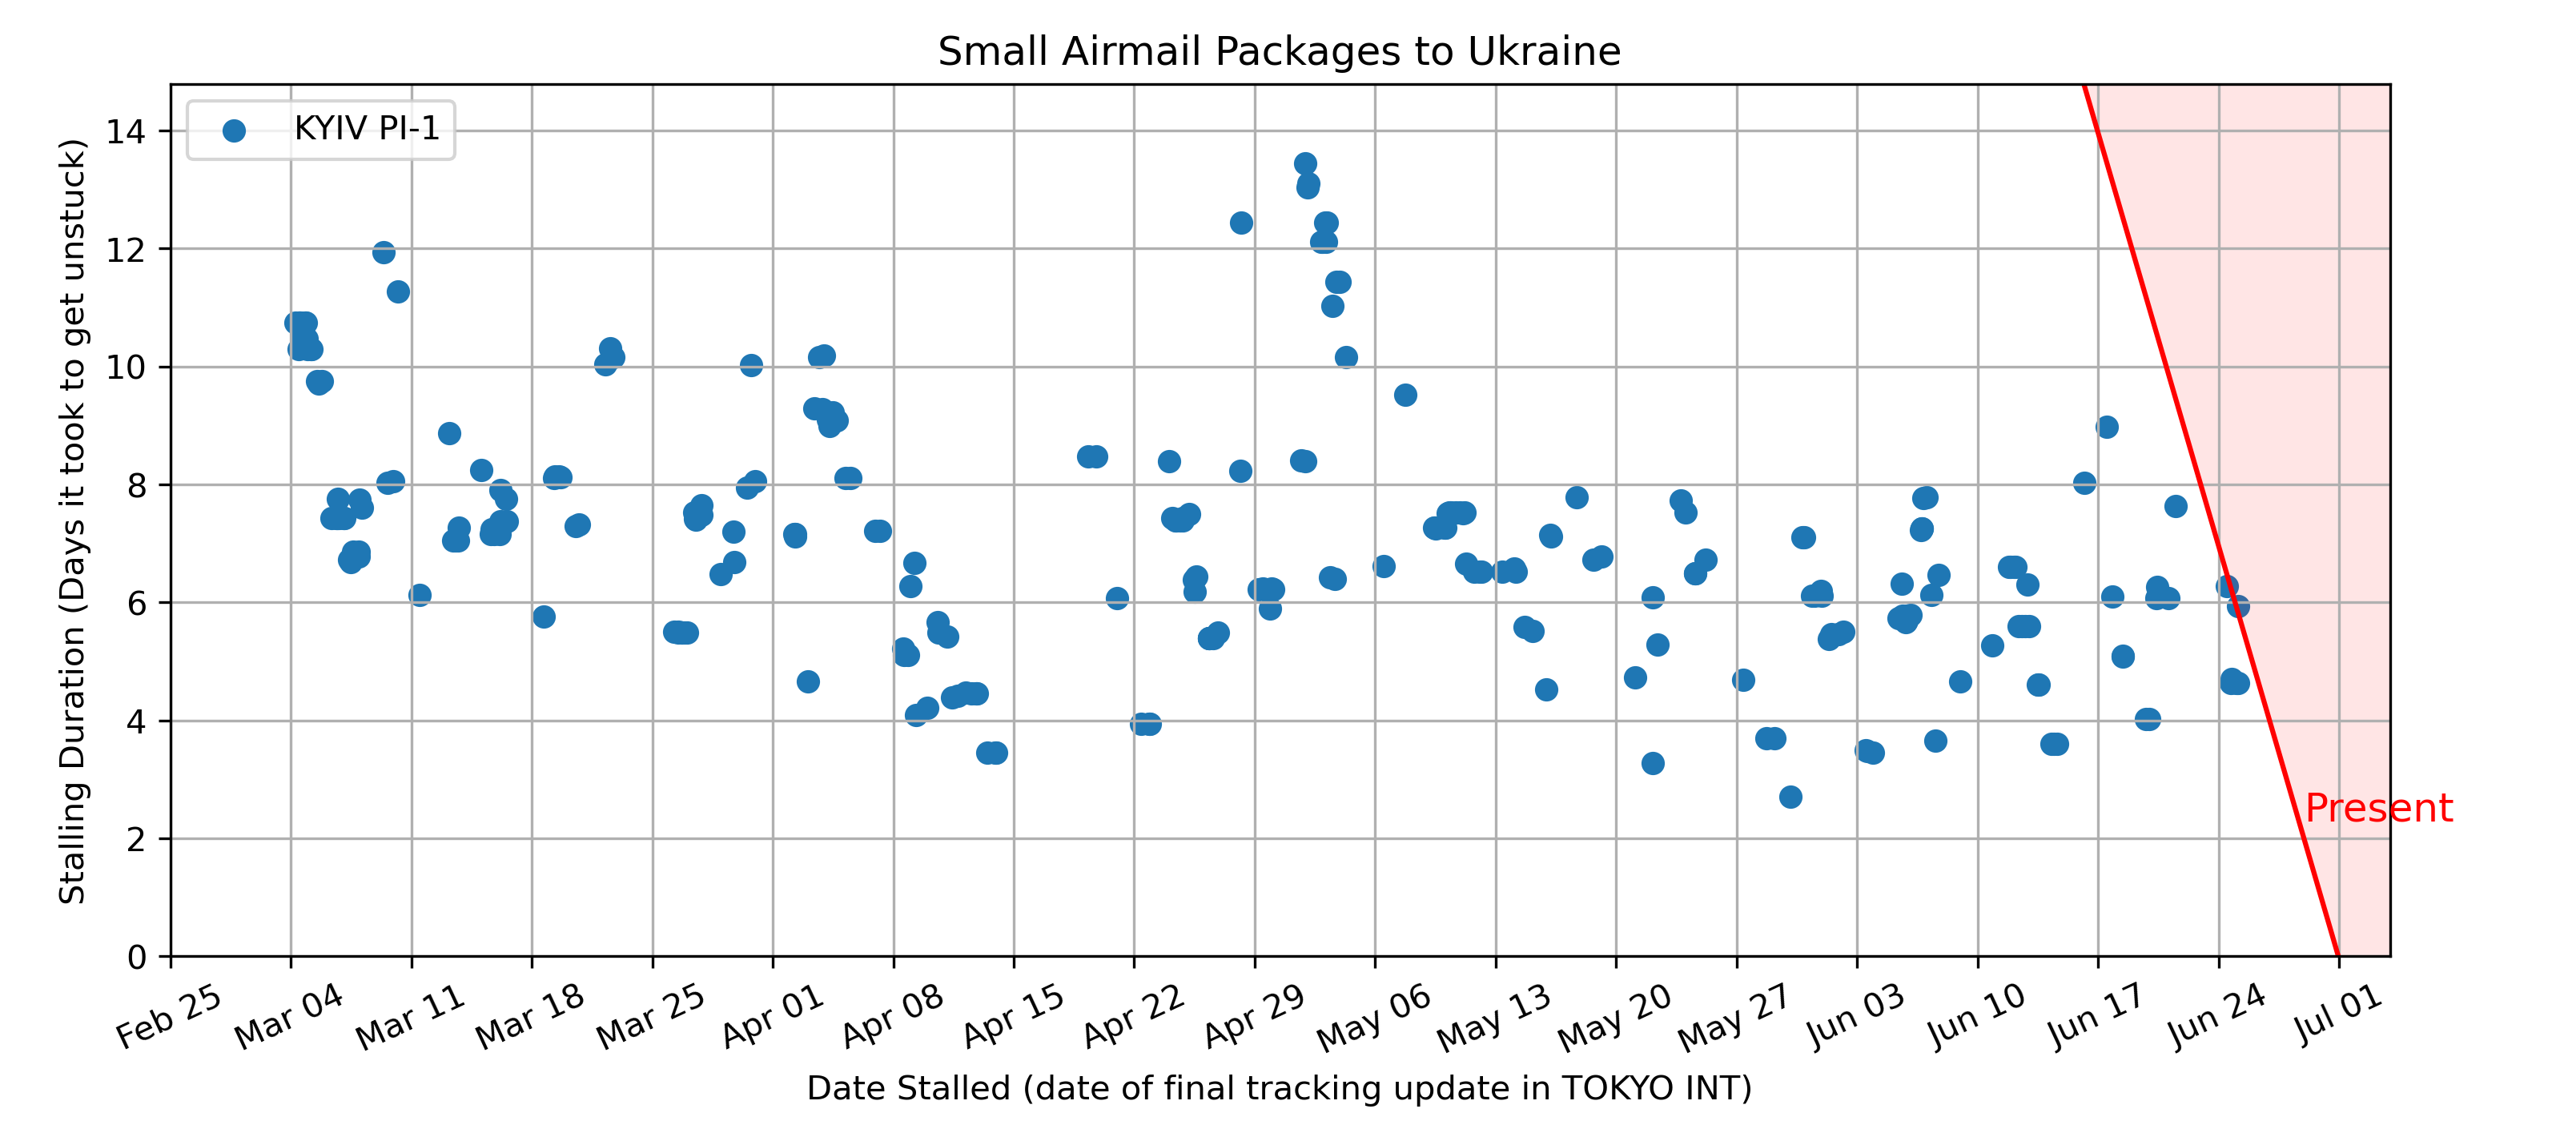 Small Airmail Packages to Ukraine
KYIV PI-1
Stalling Duration (Days it took to get unstuck)
14
12
10
8
6
4
2
0
Present
Feb 25
Mar 04
Mar 11
Mar 18
Mar 25
Apr 01
Apr 08
Apr 15
Apr 22
Apr 29
May 06
May 13
May 20
May 27
Jun 03
Jun 10
Jun 17
Jun 24
Jul 01
Date Stalled (date of final tracking update in TOKYO INT)